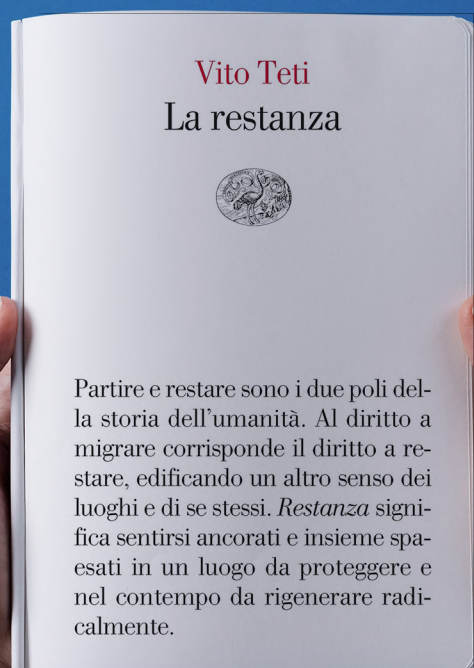 Vito Teti
La restanza
Partire e restare sono i due poli del-
la storia dell'umanità. Al diritto a
migrare corrisponde il diritto a re-
stare, edificando un altro senso dei
luoghi e di se stessi. Restanza signi-
fica sentirsi ancorati e insieme spa-
esati in un luogo da proteggere e
nel contempo da rigenerare radi-
calmente.